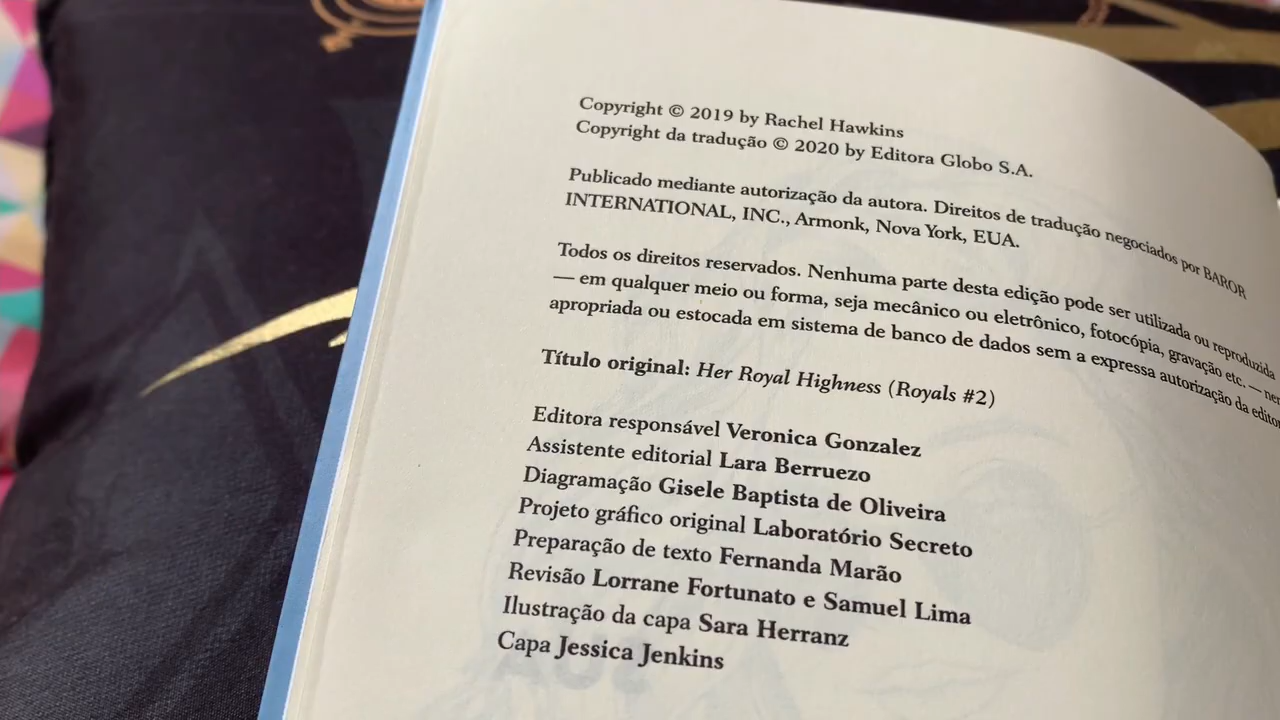 Copyright © 2019 by Rachel Hawkins
Copyright da tradução © 2020 by Editora Globo S.A.
Publicado mediante autorização da autora. Direitos de tradução negociados por BAROR
INTERNATIONAL, INC., Armonk, Nova York, EUA.
Todos os direitos reservados. Nenhuma parte desta edição pode ser utilizada ou reproduzida
— em qualquer meio ou forma, seja mecânico ou eletrônico, fotocópia, gravação etc. —
apropriada ou estocada em sistema de banco de dados sem a expressa autorização da
Título original: Her Royal Highness (Royals #2)
Editora responsável Veronica Gonzalez
Assistente editorial Lara Berruezo
Diagramação Gisele Baptista de Oliveira
Projeto gráfico original Laboratório Secreto
Preparação de texto Fernanda Marão
Revisão Lorrane Fortunato e Samuel Lima
Ilustração da capa Sara Herranz
Capa Jessica Jenkins